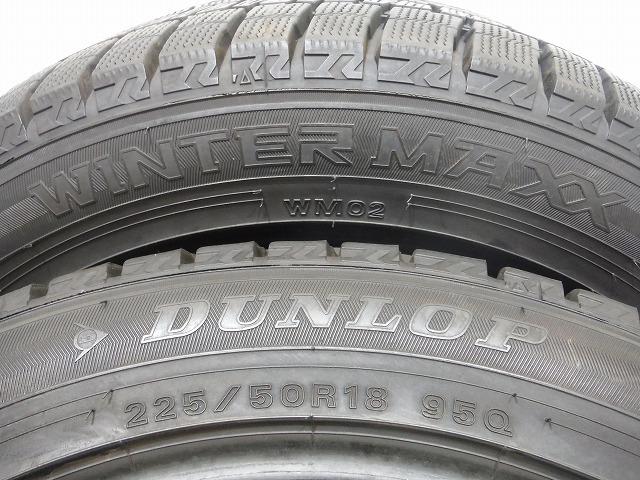 WINTER MAXX
WM02
DUNLOP
225/50R18 95Q